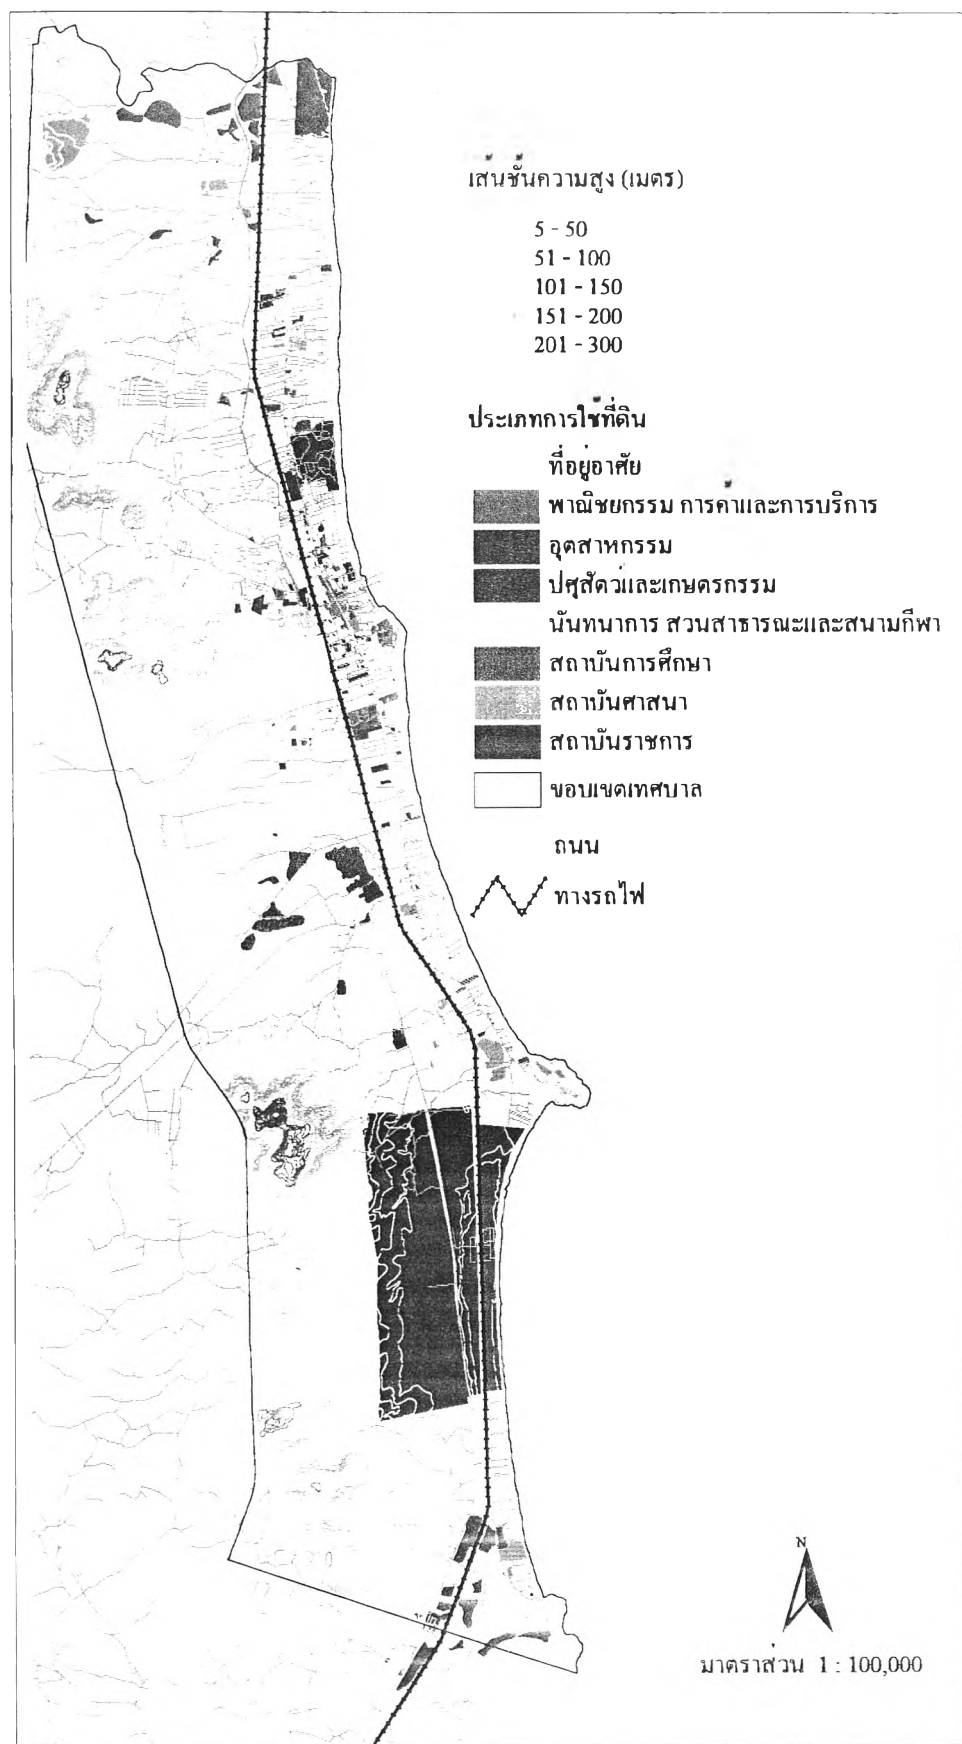 เส้นชั้นความสูง (เมตร)
5 - 50
51 - 100
101 - 150
151 - 200
201 - 300
ประเภทการใช้ที่ดิน
ที่อยู่อาศัย
พาณิชยกรรม การค้าและการบริการ
อุตสาหกรรม
ปศุสัตว์และเกษตรกรรม
นันทนาการ สวนสาธารณะและสนามกีฬา
สถาบันการศึกษา
สถาบันศาสนา
สถาบันราชการ
ขอบเขตเทศบาล
ถนน
ทางรถไฟ
N
มาตราส่วน 1 : 100,000